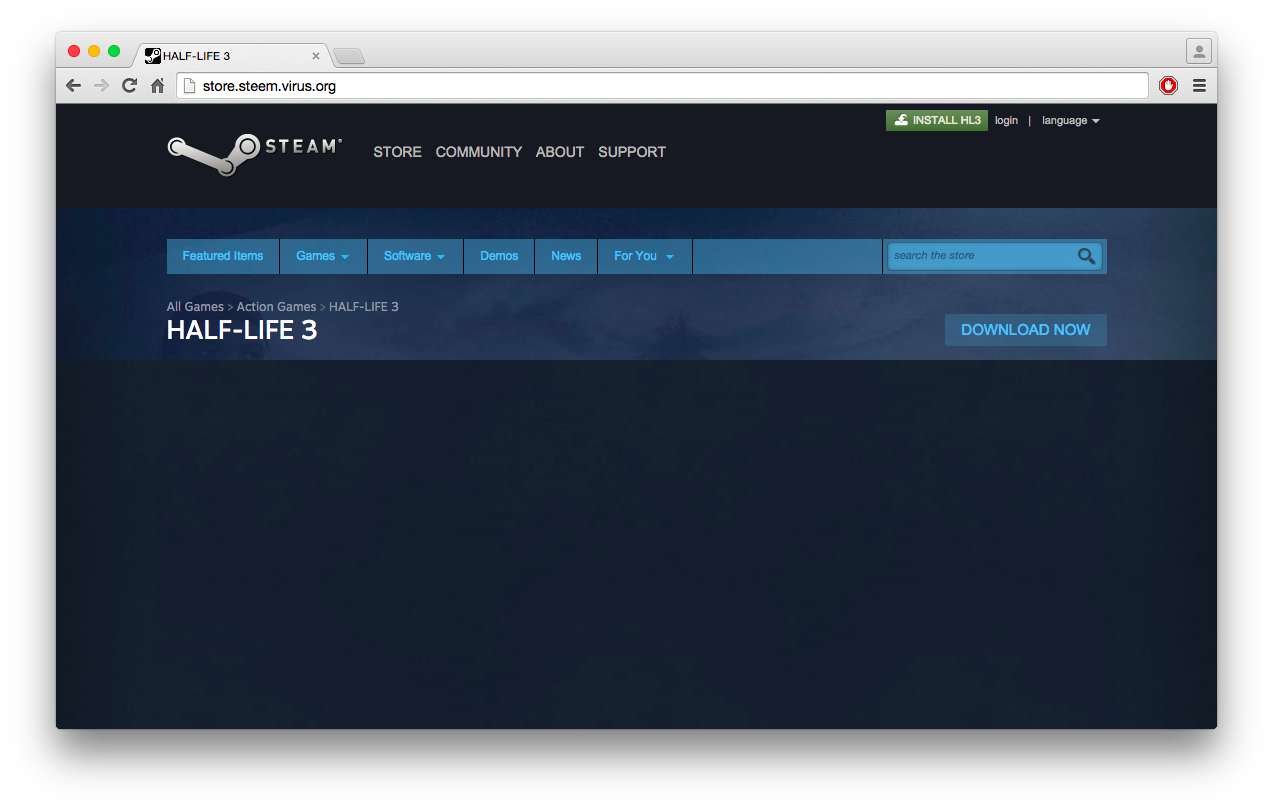 HALF-LIFE 3
store.steem.virus.org
INSTALL HL3 login | language
STEAM®
STORE COMMUNITY ABOUT SUPPORT
Featured Items Games Software Demos News For You search the store
All Games > Action Games > HALF-LIFE 3
HALF-LIFE 3
DOWNLOAD NOW